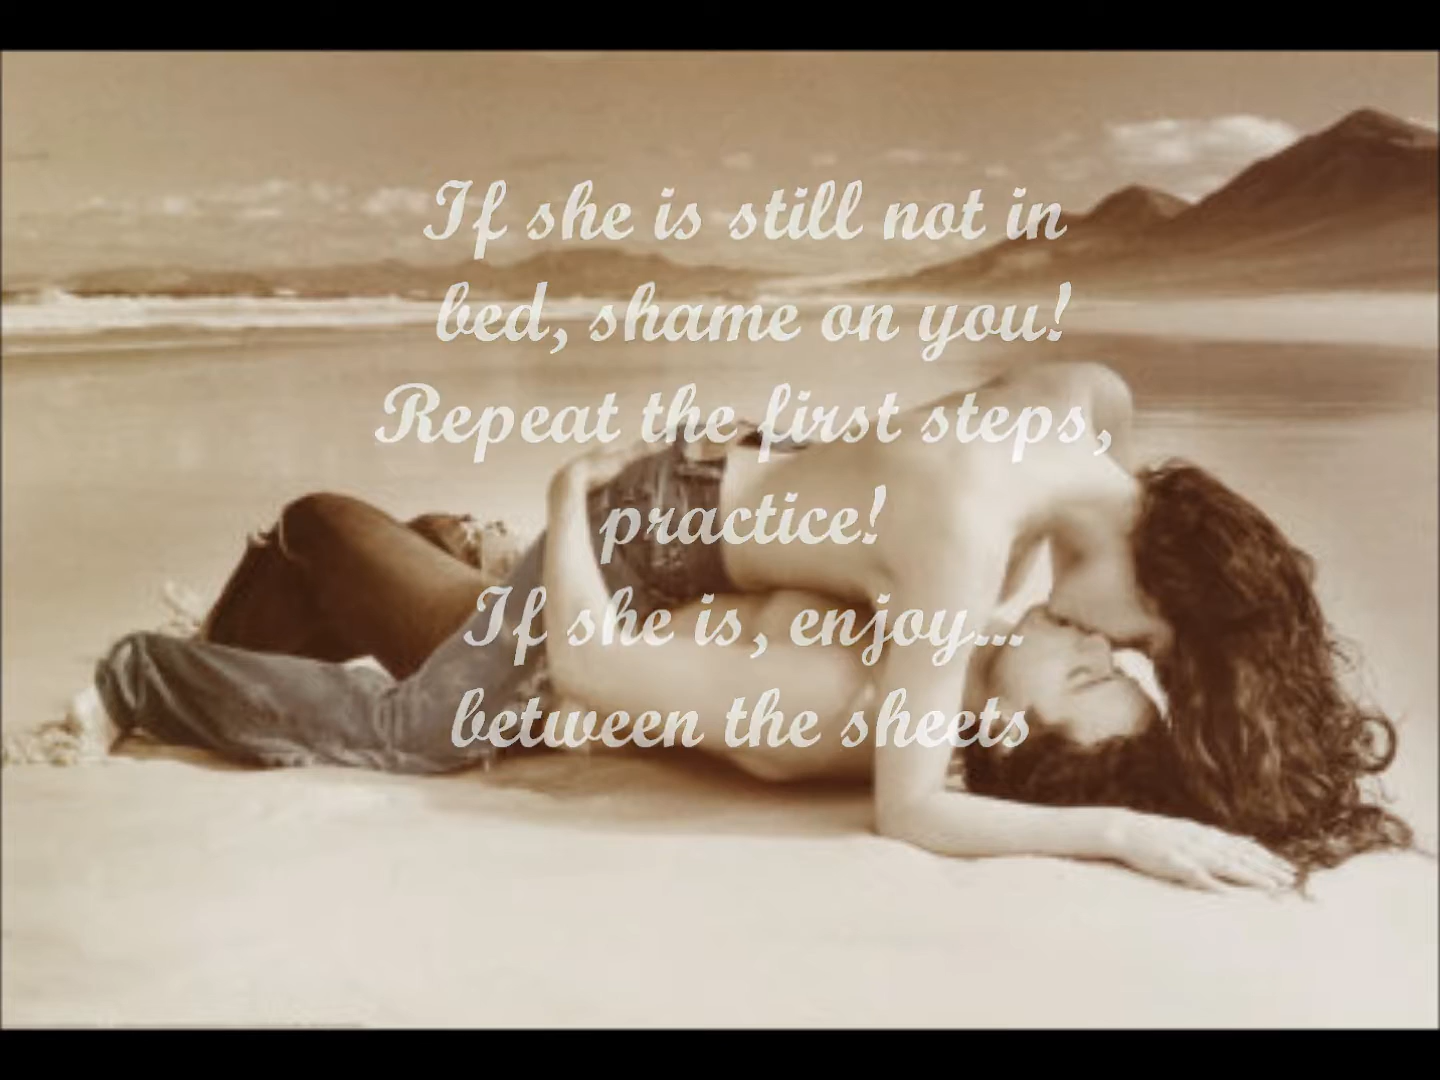 If she is still not in
bed, shame on you!
Repeat the first steps,
practice!
If she is, enjoy...
between the sheets